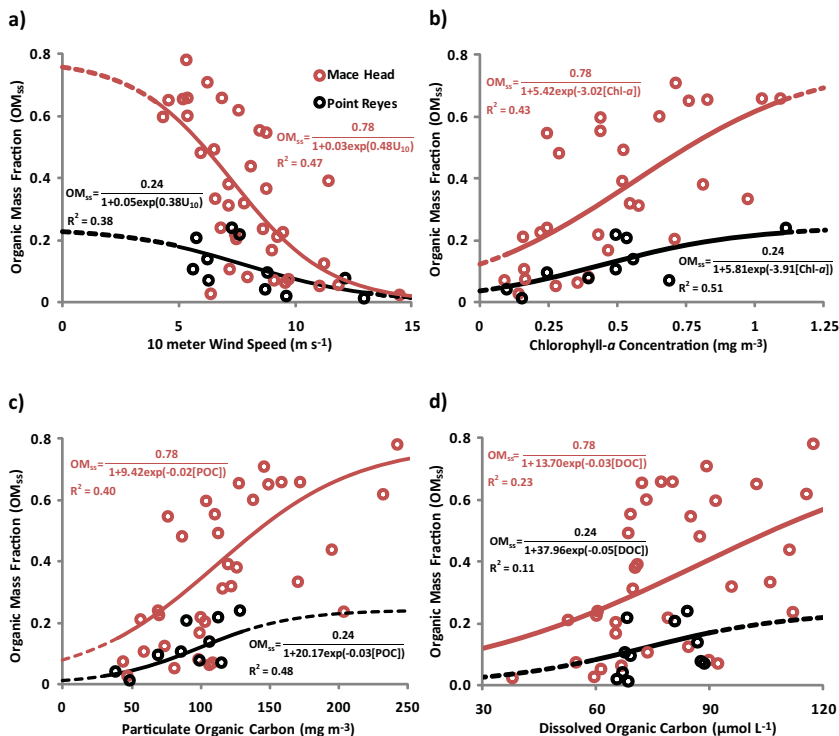 a)
0.8
0.6
0.4
0.2
0.0
Organic Mass Fraction (OMss)
0
5
10
15
10 meter Wind Speed (m s⁻¹)
Mace Head
Point Reyes
OMss= 0.78
1+0.03exp(0.48U₁₀)
R² = 0.47
OMss= 0.24
1+0.05exp(0.38U₁₀)
R² = 0.38
b)
0.8
0.6
0.4
0.2
0.0
Organic Mass Fraction (OMss)
0
0.25
0.5
0.75
1
1.25
Chlorophyll-a Concentration (mg m⁻³)
OMss= 0.78
1+5.42exp(-3.02[Chl-a])
R² = 0.43
OMss= 0.24
1+5.81exp(-3.91[Chl-a])
R² = 0.51
c)
0.8
0.6
0.4
0.2
0
Organic Mass Fraction (OMss)
0
50
100
150
200
250
Particulate Organic Carbon (mg m⁻³)
OMss= 0.78
1+9.42exp(-0.02[POC])
R² = 0.40
OMss= 0.24
1+20.17exp(-0.03[POC])
R² = 0.48
d)
0.8
0.6
0.4
0.2
0.0
Organic Mass Fraction (OMss)
30
60
90
120
Dissolved Organic Carbon (μmol L⁻¹)
OMss= 0.78
1+13.70exp(-0.03[DOC])
R² = 0.23
OMss= 0.24
1+37.96exp(-0.05[DOC])
R² = 0.11